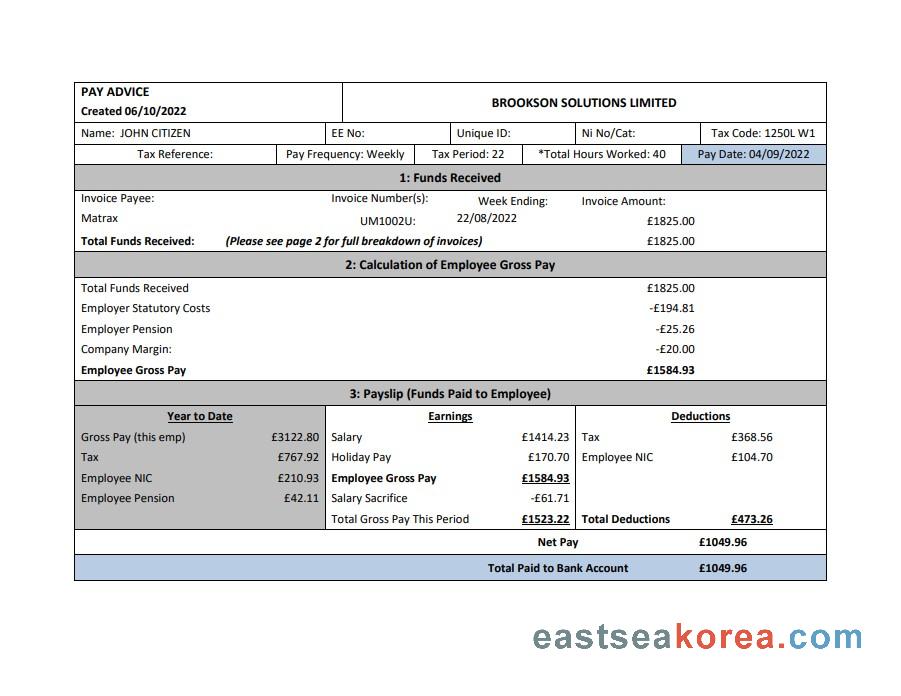 PAY ADVICE
Created 06/10/2022
BROOKSON SOLUTIONS LIMITED
Name: JOHN CITIZEN EE No: Unique ID: Ni No/Cat: Tax Code: 1250L W1
Tax Reference: Pay Frequency: Weekly Tax Period: 22 *Total Hours Worked: 40 Pay Date: 04/09/2022
1: Funds Received
Invoice Payee: Invoice Number(s): Week Ending: Invoice Amount:
Matrax UM1002U: 22/08/2022 £1825.00
Total Funds Received: (Please see page 2 for full breakdown of invoices) £1825.00
2: Calculation of Employee Gross Pay
Total Funds Received £1825.00
Employer Statutory Costs -£194.81
Employer Pension -£25.26
Company Margin: -£20.00
Employee Gross Pay £1584.93
3: Payslip (Funds Paid to Employee)
Year to Date Earnings Deductions
Gross Pay (this emp) £3122.80 Salary £1414.23 Tax £368.56
Tax £767.92 Holiday Pay £170.70 Employee NIC £104.70
Employee NIC £210.93 Employee Gross Pay £1584.93
Employee Pension £42.11 Salary Sacrifice -£61.71
Total Gross Pay This Period £1523.22 Total Deductions £473.26
Net Pay £1049.96
Total Paid to Bank Account £1049.96
eastseakorea.com